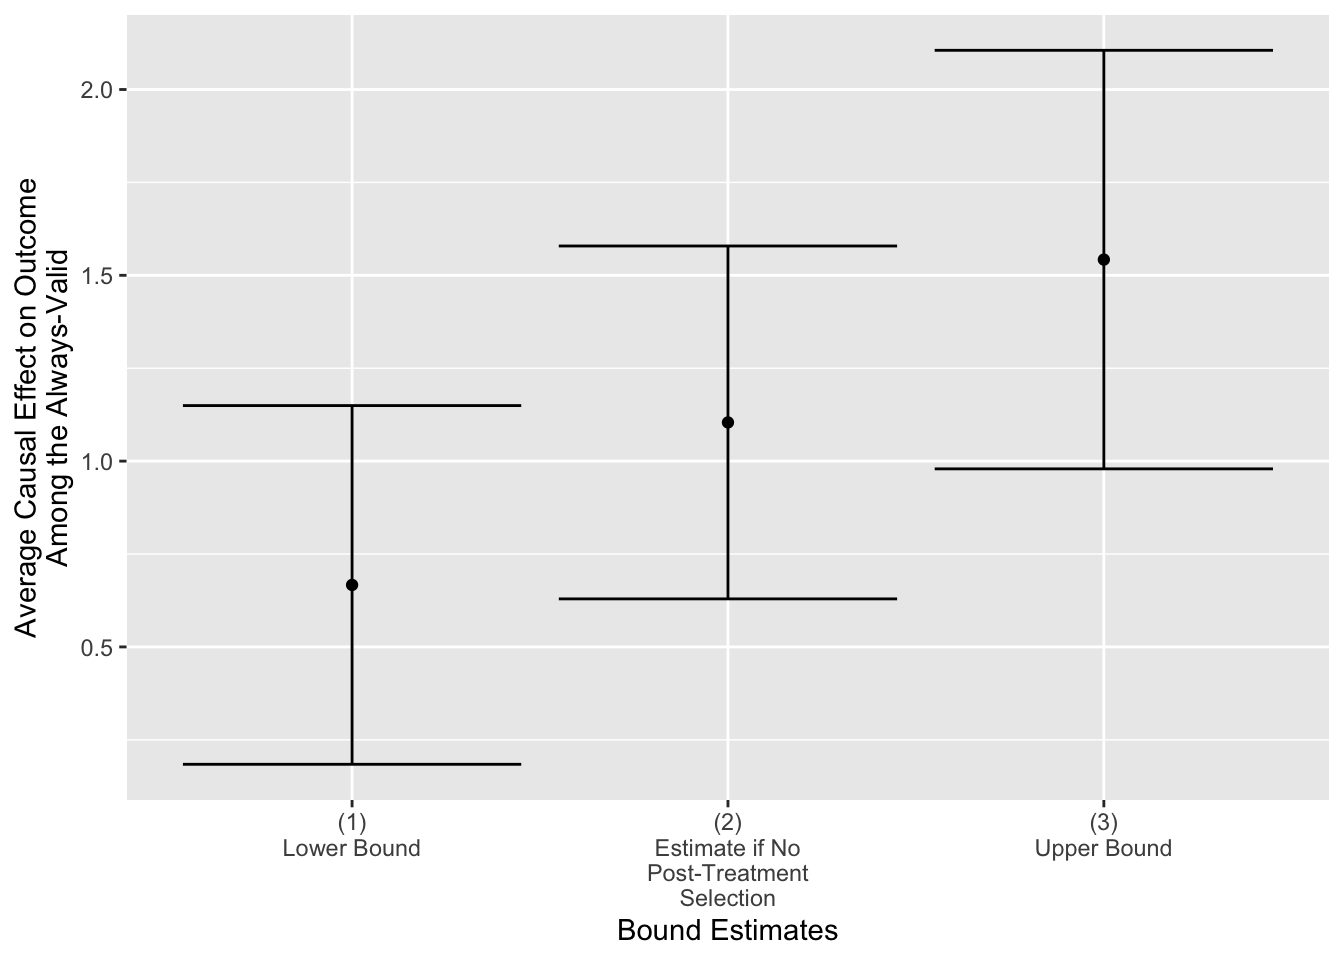 Average Causal Effect on Outcome
Among the Always-Valid
2.0
1.5
1.0
0.5
(1)
Lower Bound
(2)
Estimate if No
Post-Treatment
Selection
(3)
Upper Bound
Bound Estimates